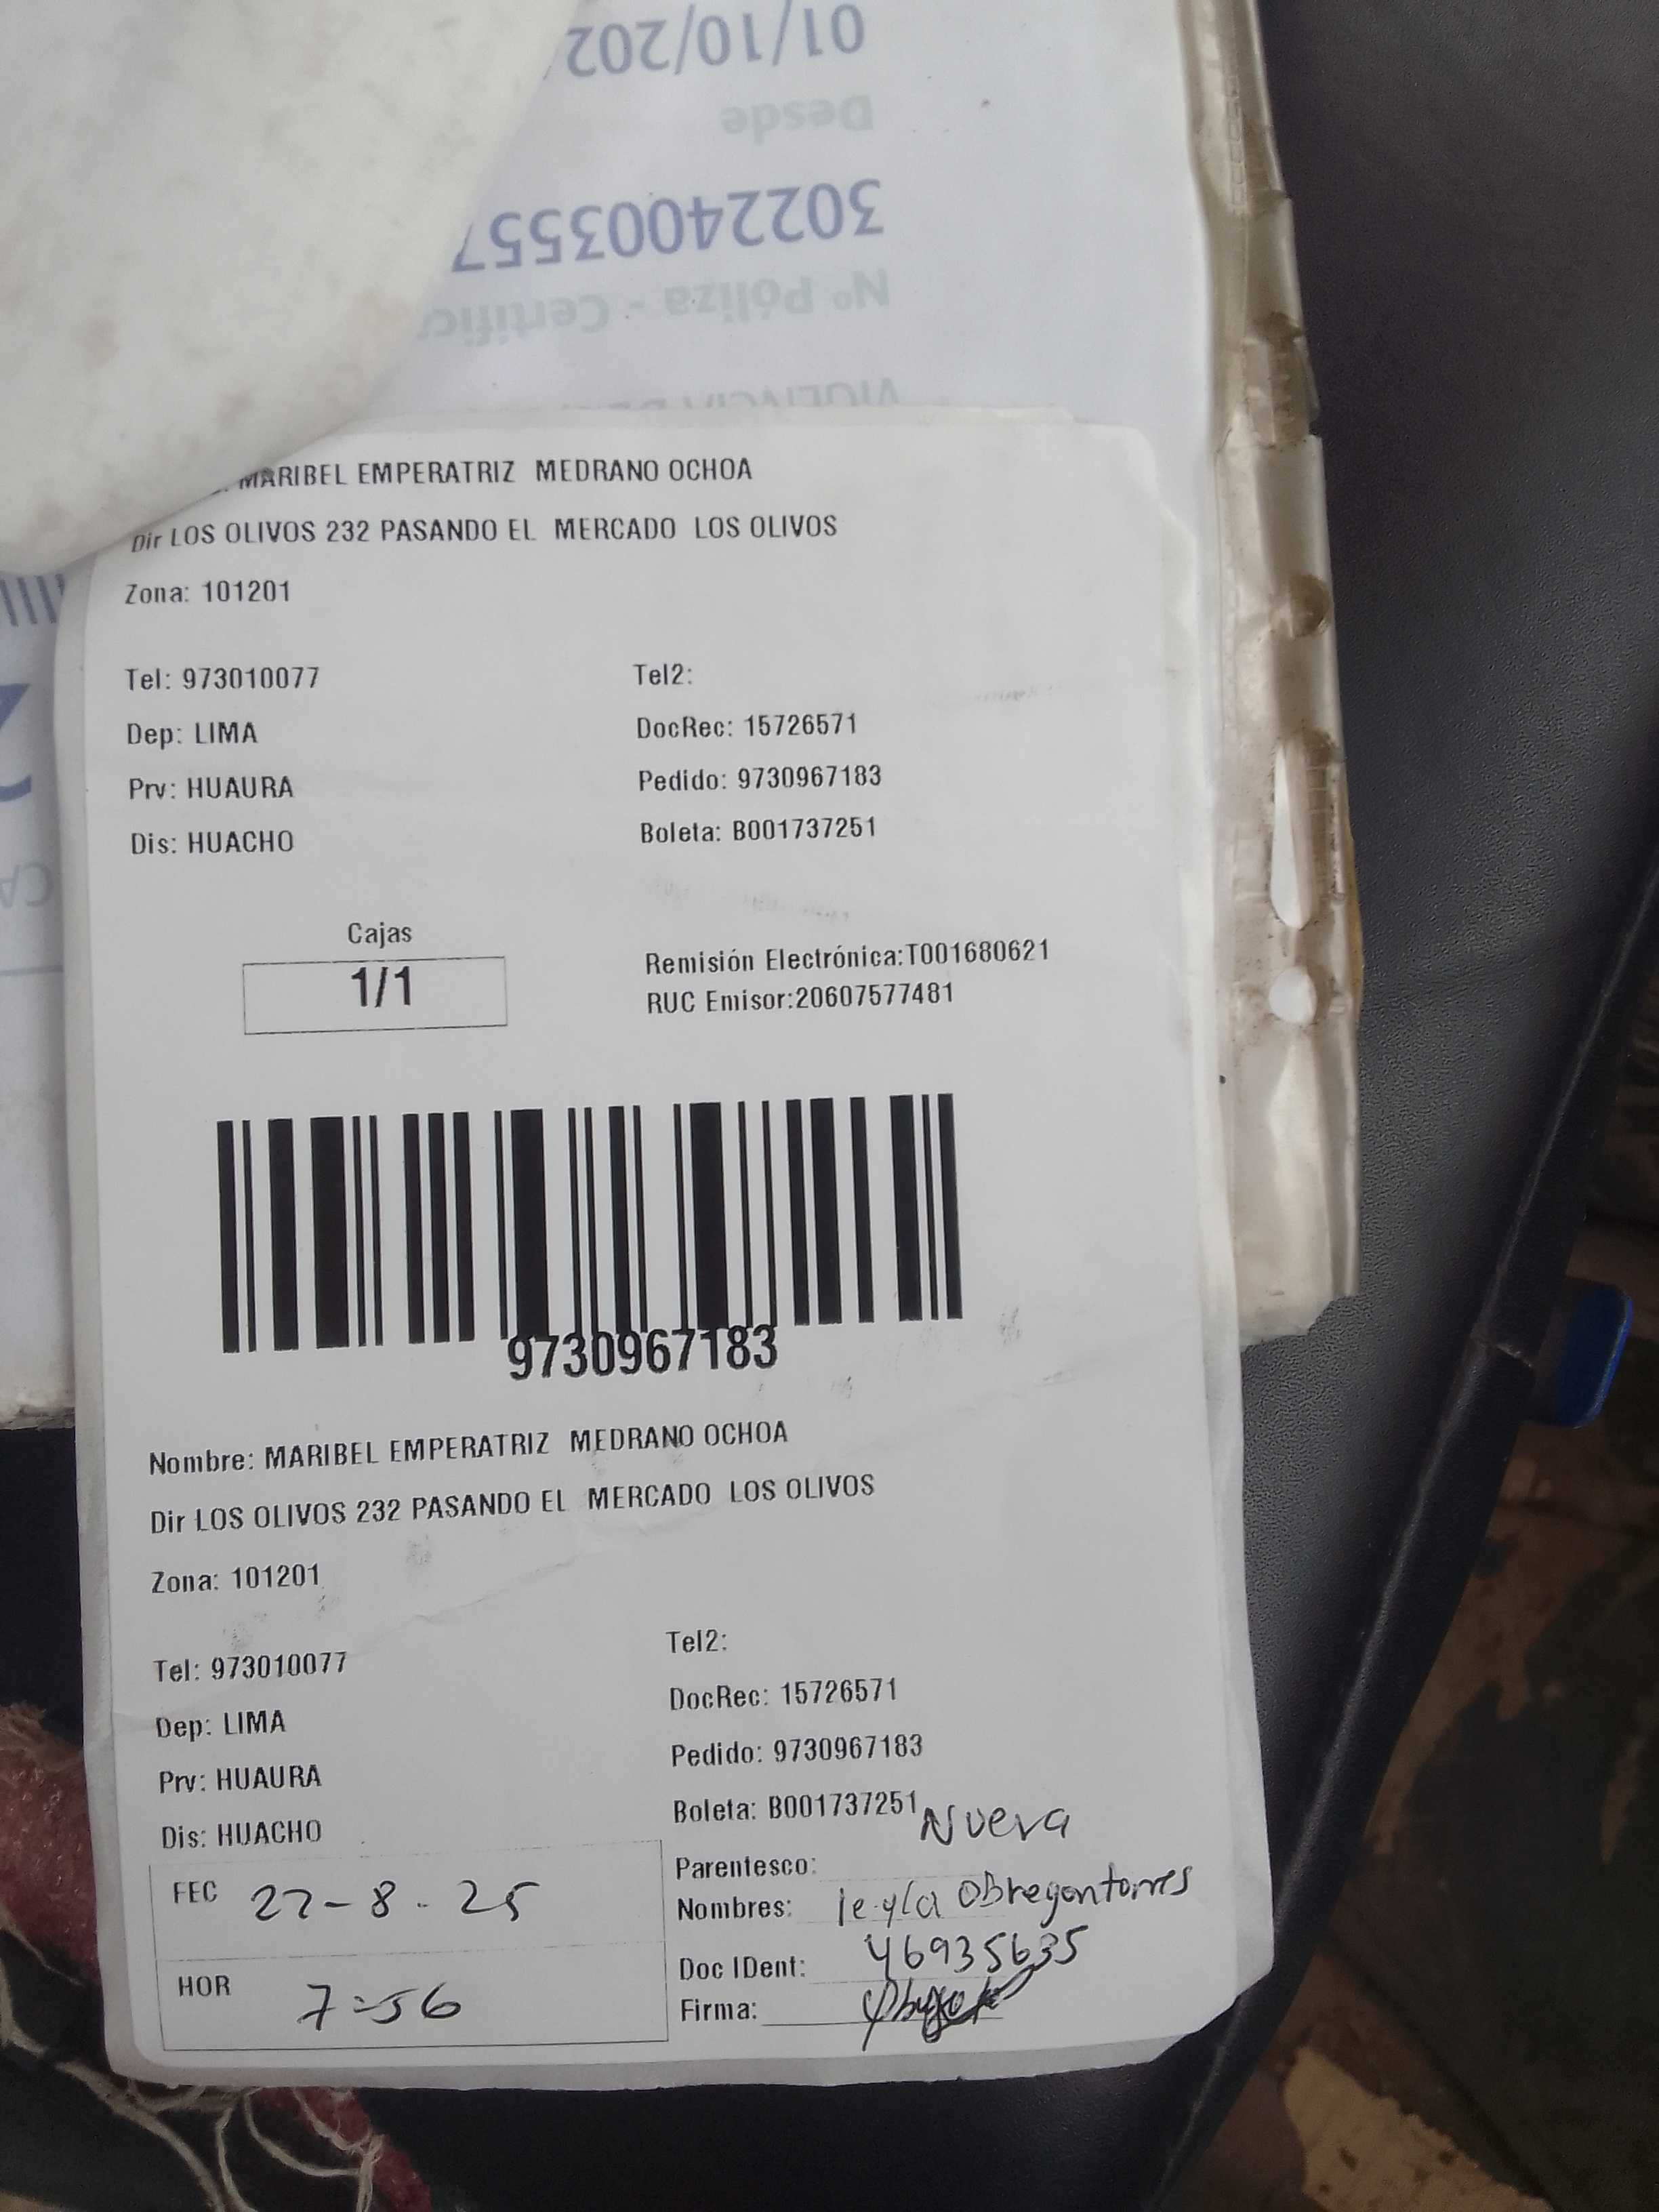 01/10/202
Desde
30224003557
Nº Póliza - Certific
MARIBEL EMPERATRIZ MEDRANO OCHOA
Dir LOS OLIVOS 232 PASANDO EL MERCADO LOS OLIVOS
Zona: 101201
Tel: 973010077 Tel2:
Dep: LIMA DocRec: 15726571
Prv: HUAURA Pedido: 9730967183
Dis: HUACHO Boleta: B001737251
Cajas
1/1
Remisión Electrónica:T001680621
RUC Emisor:20607577481
9730967183
Nombre: MARIBEL EMPERATRIZ MEDRANO OCHOA
Dir LOS OLIVOS 232 PASANDO EL MERCADO LOS OLIVOS
Zona: 101201
Tel: 973010077 Tel2:
Dep: LIMA DocRec: 15726571
Prv: HUAURA Pedido: 9730967183
Dis: HUACHO Boleta: B001737251
Nuera
Parentesco:
FEC 22-8-25
Nombres: leyla Obregon torres
Doc IDent: 46935635
HOR 7=56
Firma: